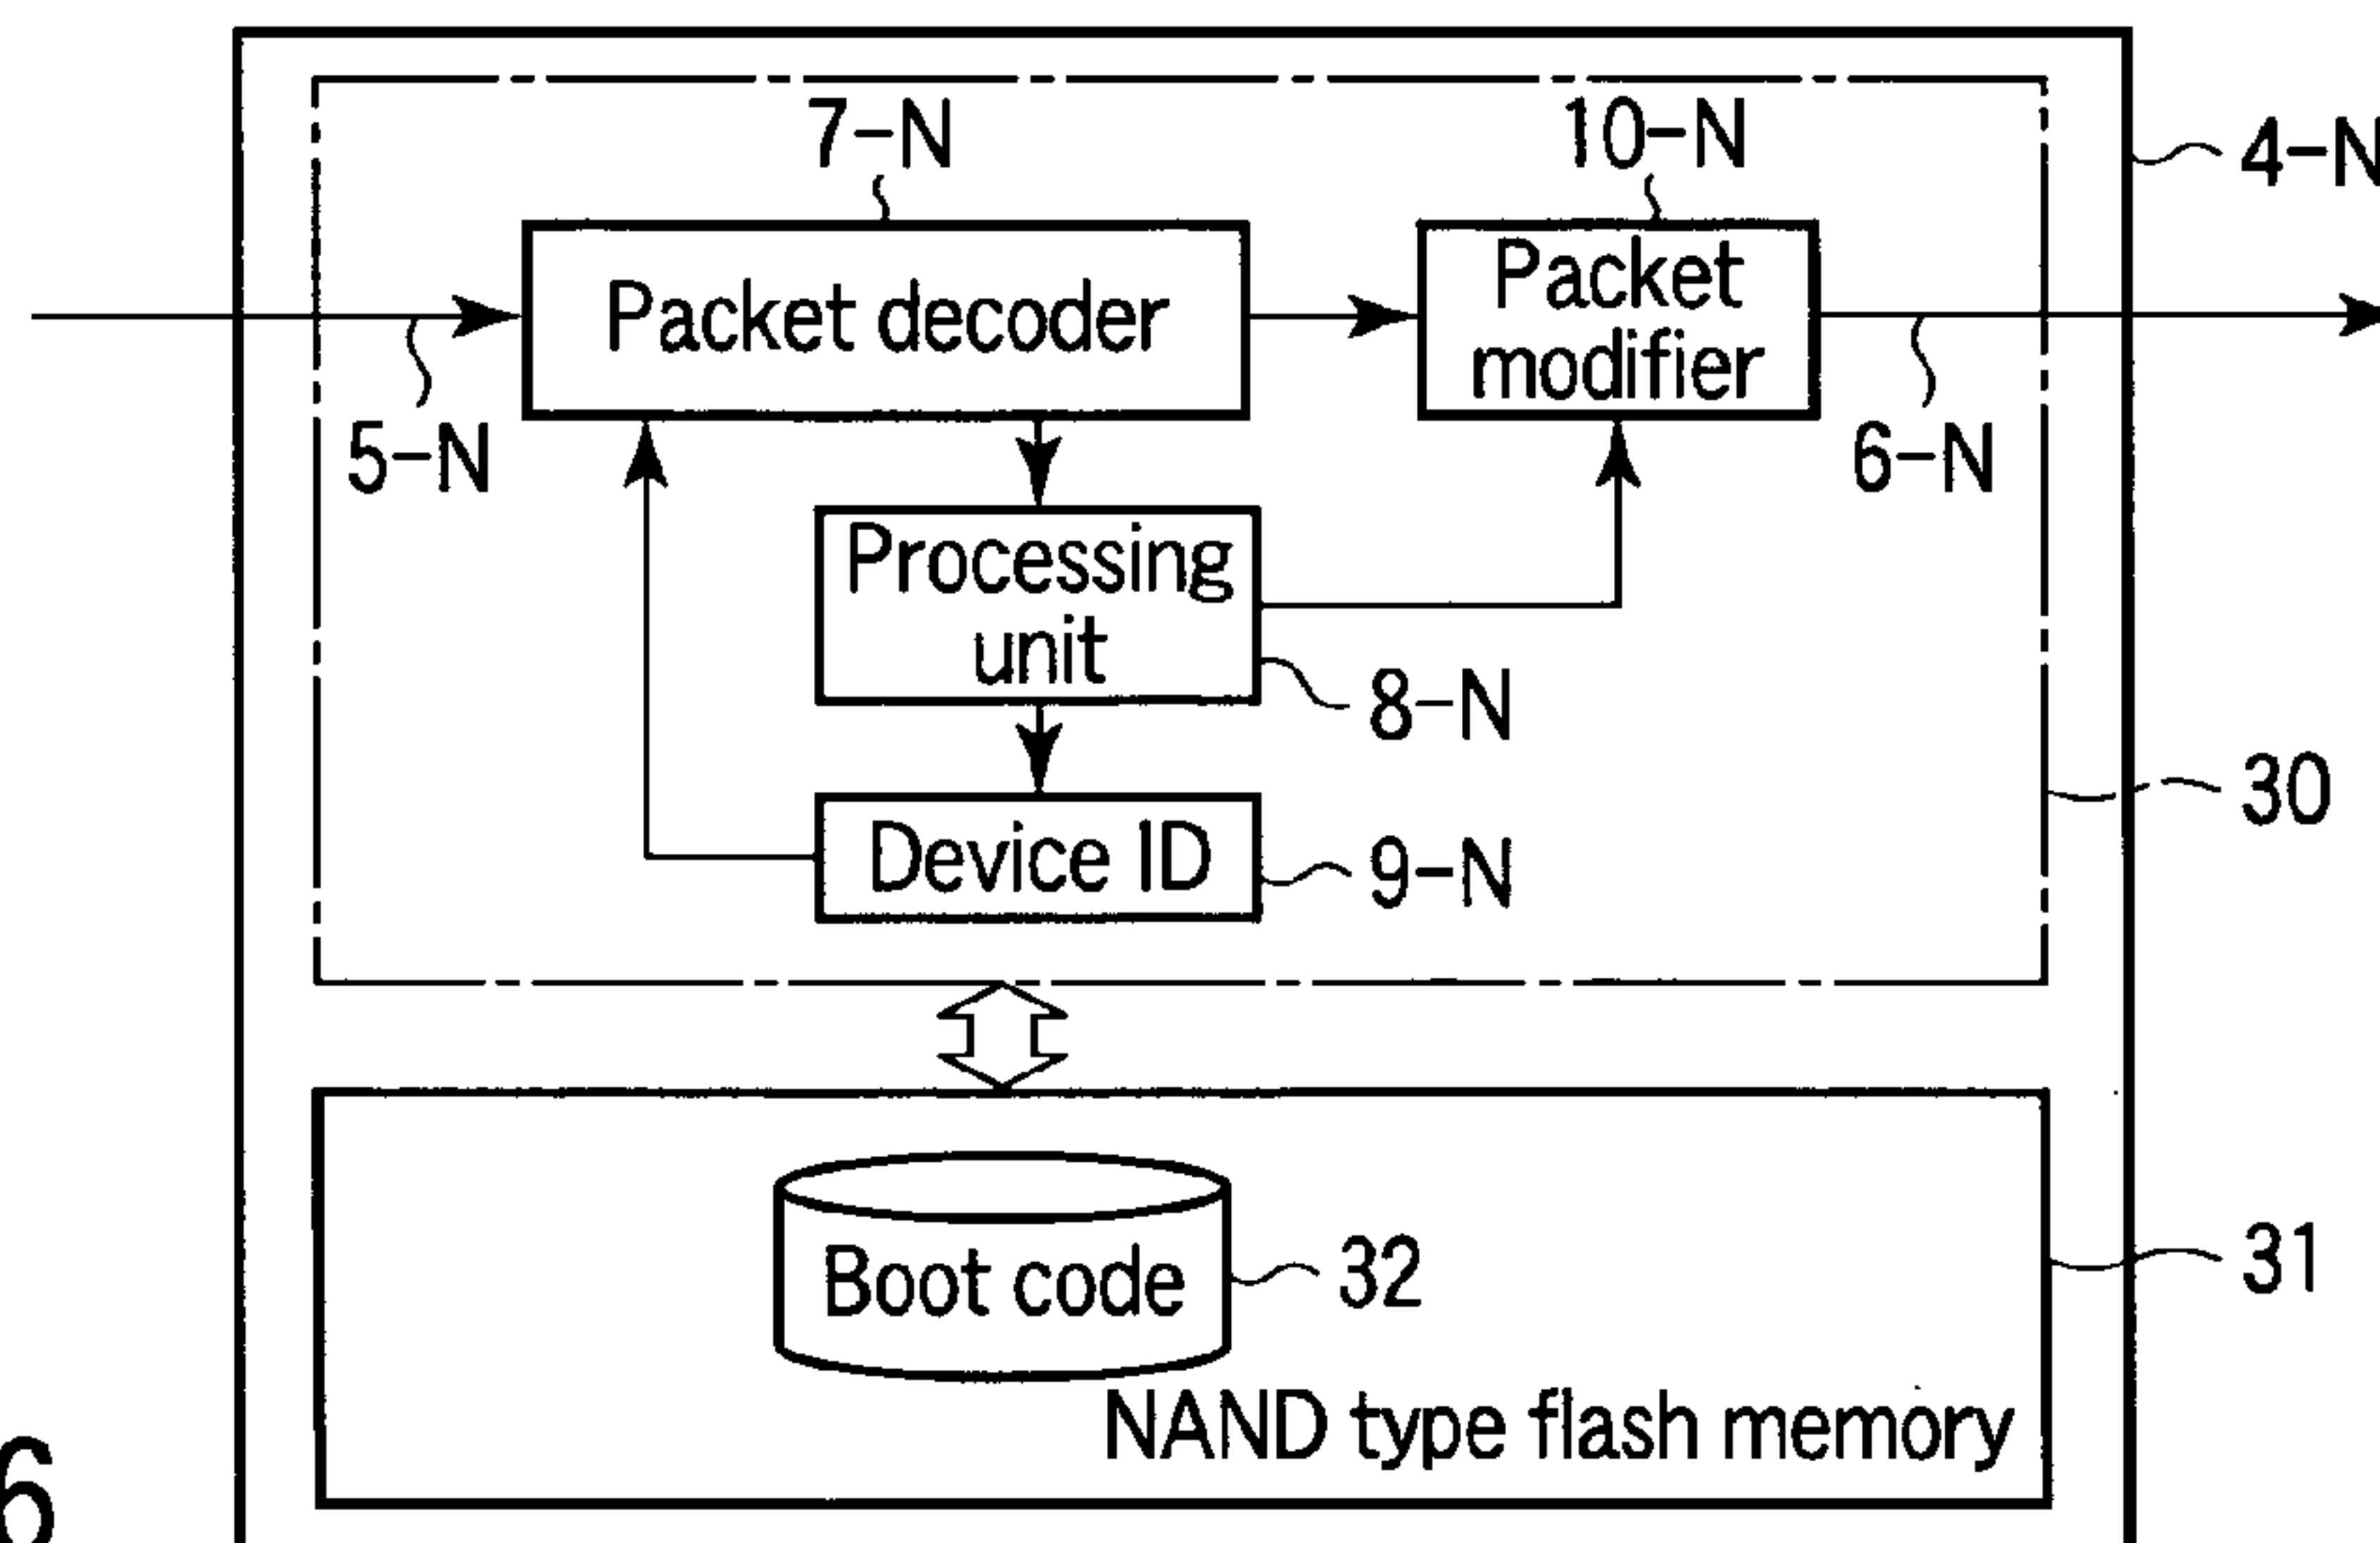 7-N
10-N
4-N
Packet decoder
Packet
modifier
5-N
6-N
Processing
unit
8-N
30
Device ID
9-N
Boot code
32
31
NAND type flash memory
6